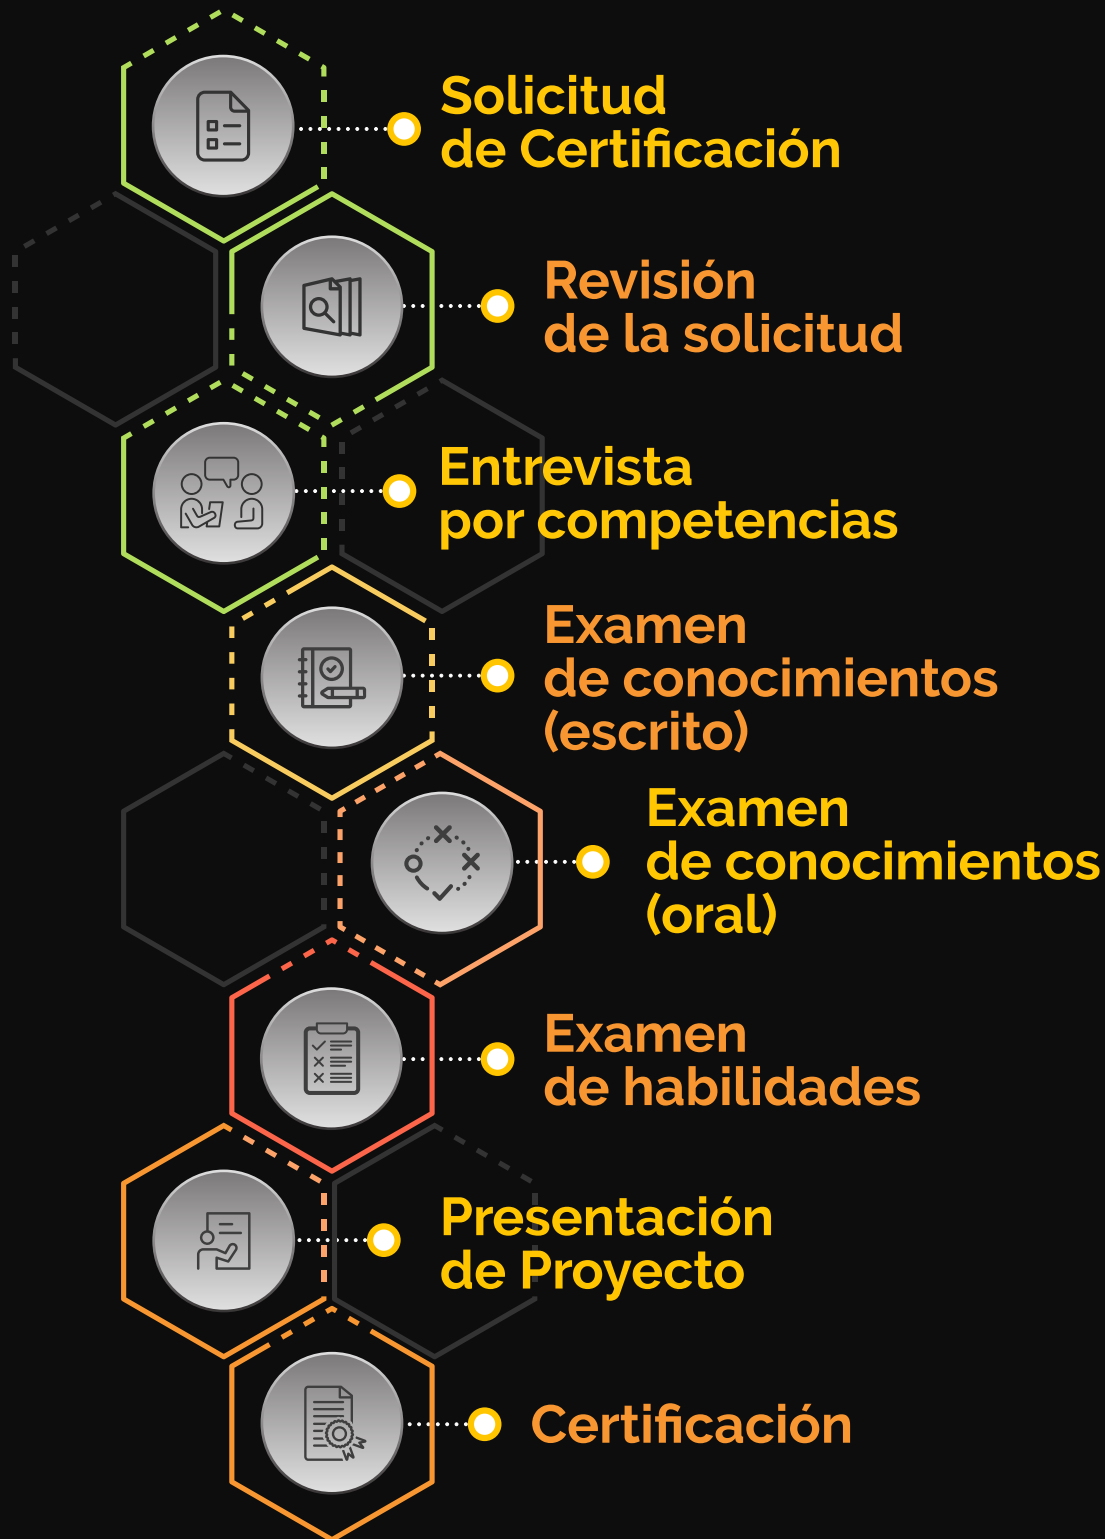 Solicitud
de Certificación
Revisión
de la solicitud
Entrevista
por competencias
Examen
de conocimientos
(escrito)
Examen
de conocimientos
(oral)
Examen
de habilidades
Presentación
de Proyecto
Certificación